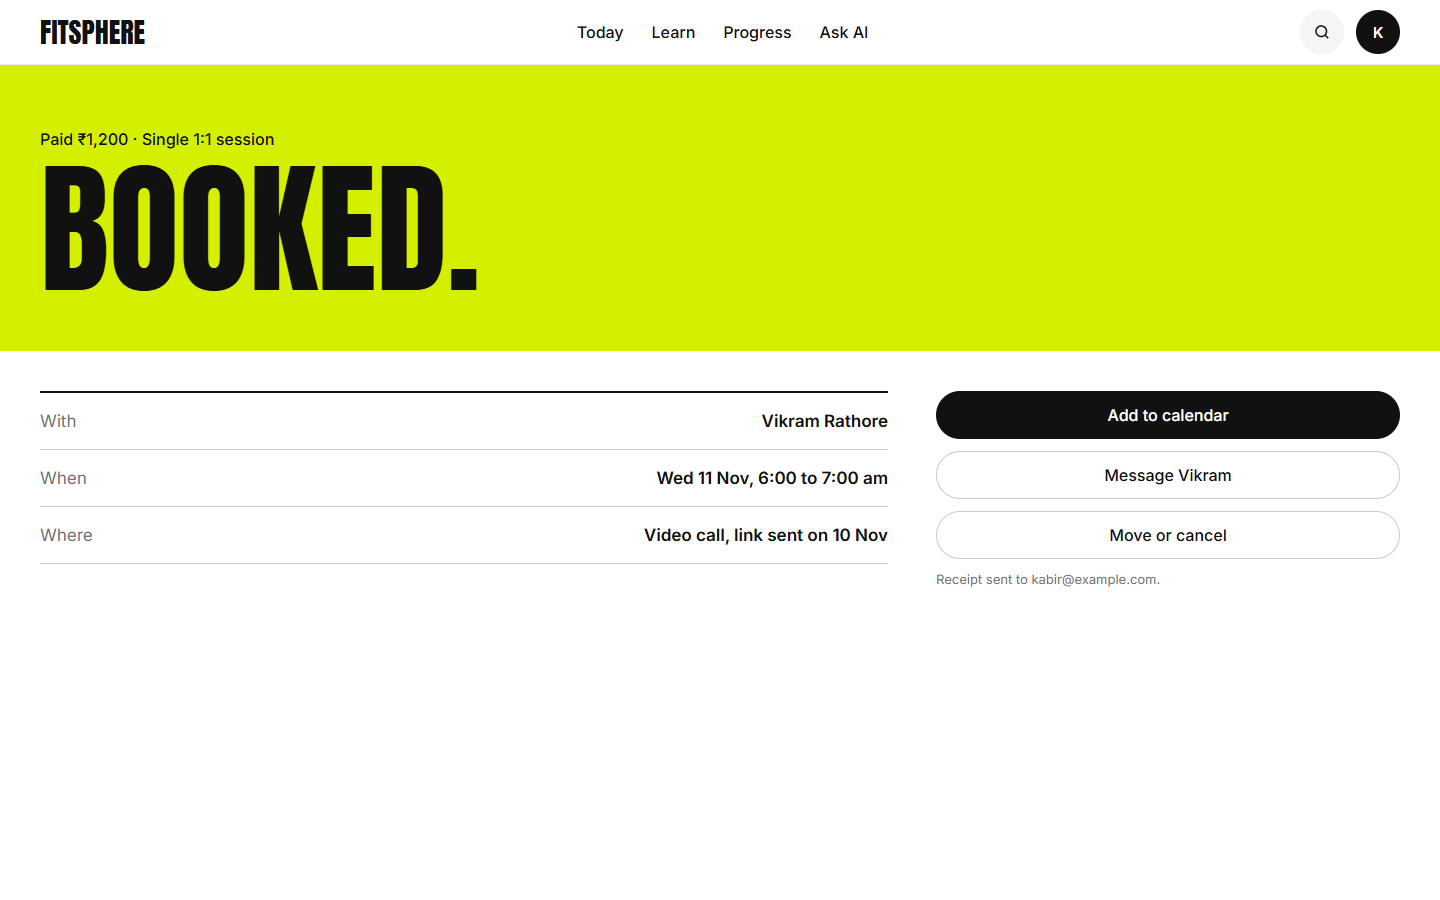 FITSPHERE
Today Learn Progress Ask AI
K
Paid ₹1,200 · Single 1:1 session
BOOKED.
With Vikram Rathore
When Wed 11 Nov, 6:00 to 7:00 am
Where Video call, link sent on 10 Nov
Add to calendar
Message Vikram
Move or cancel
Receipt sent to kabir@example.com.